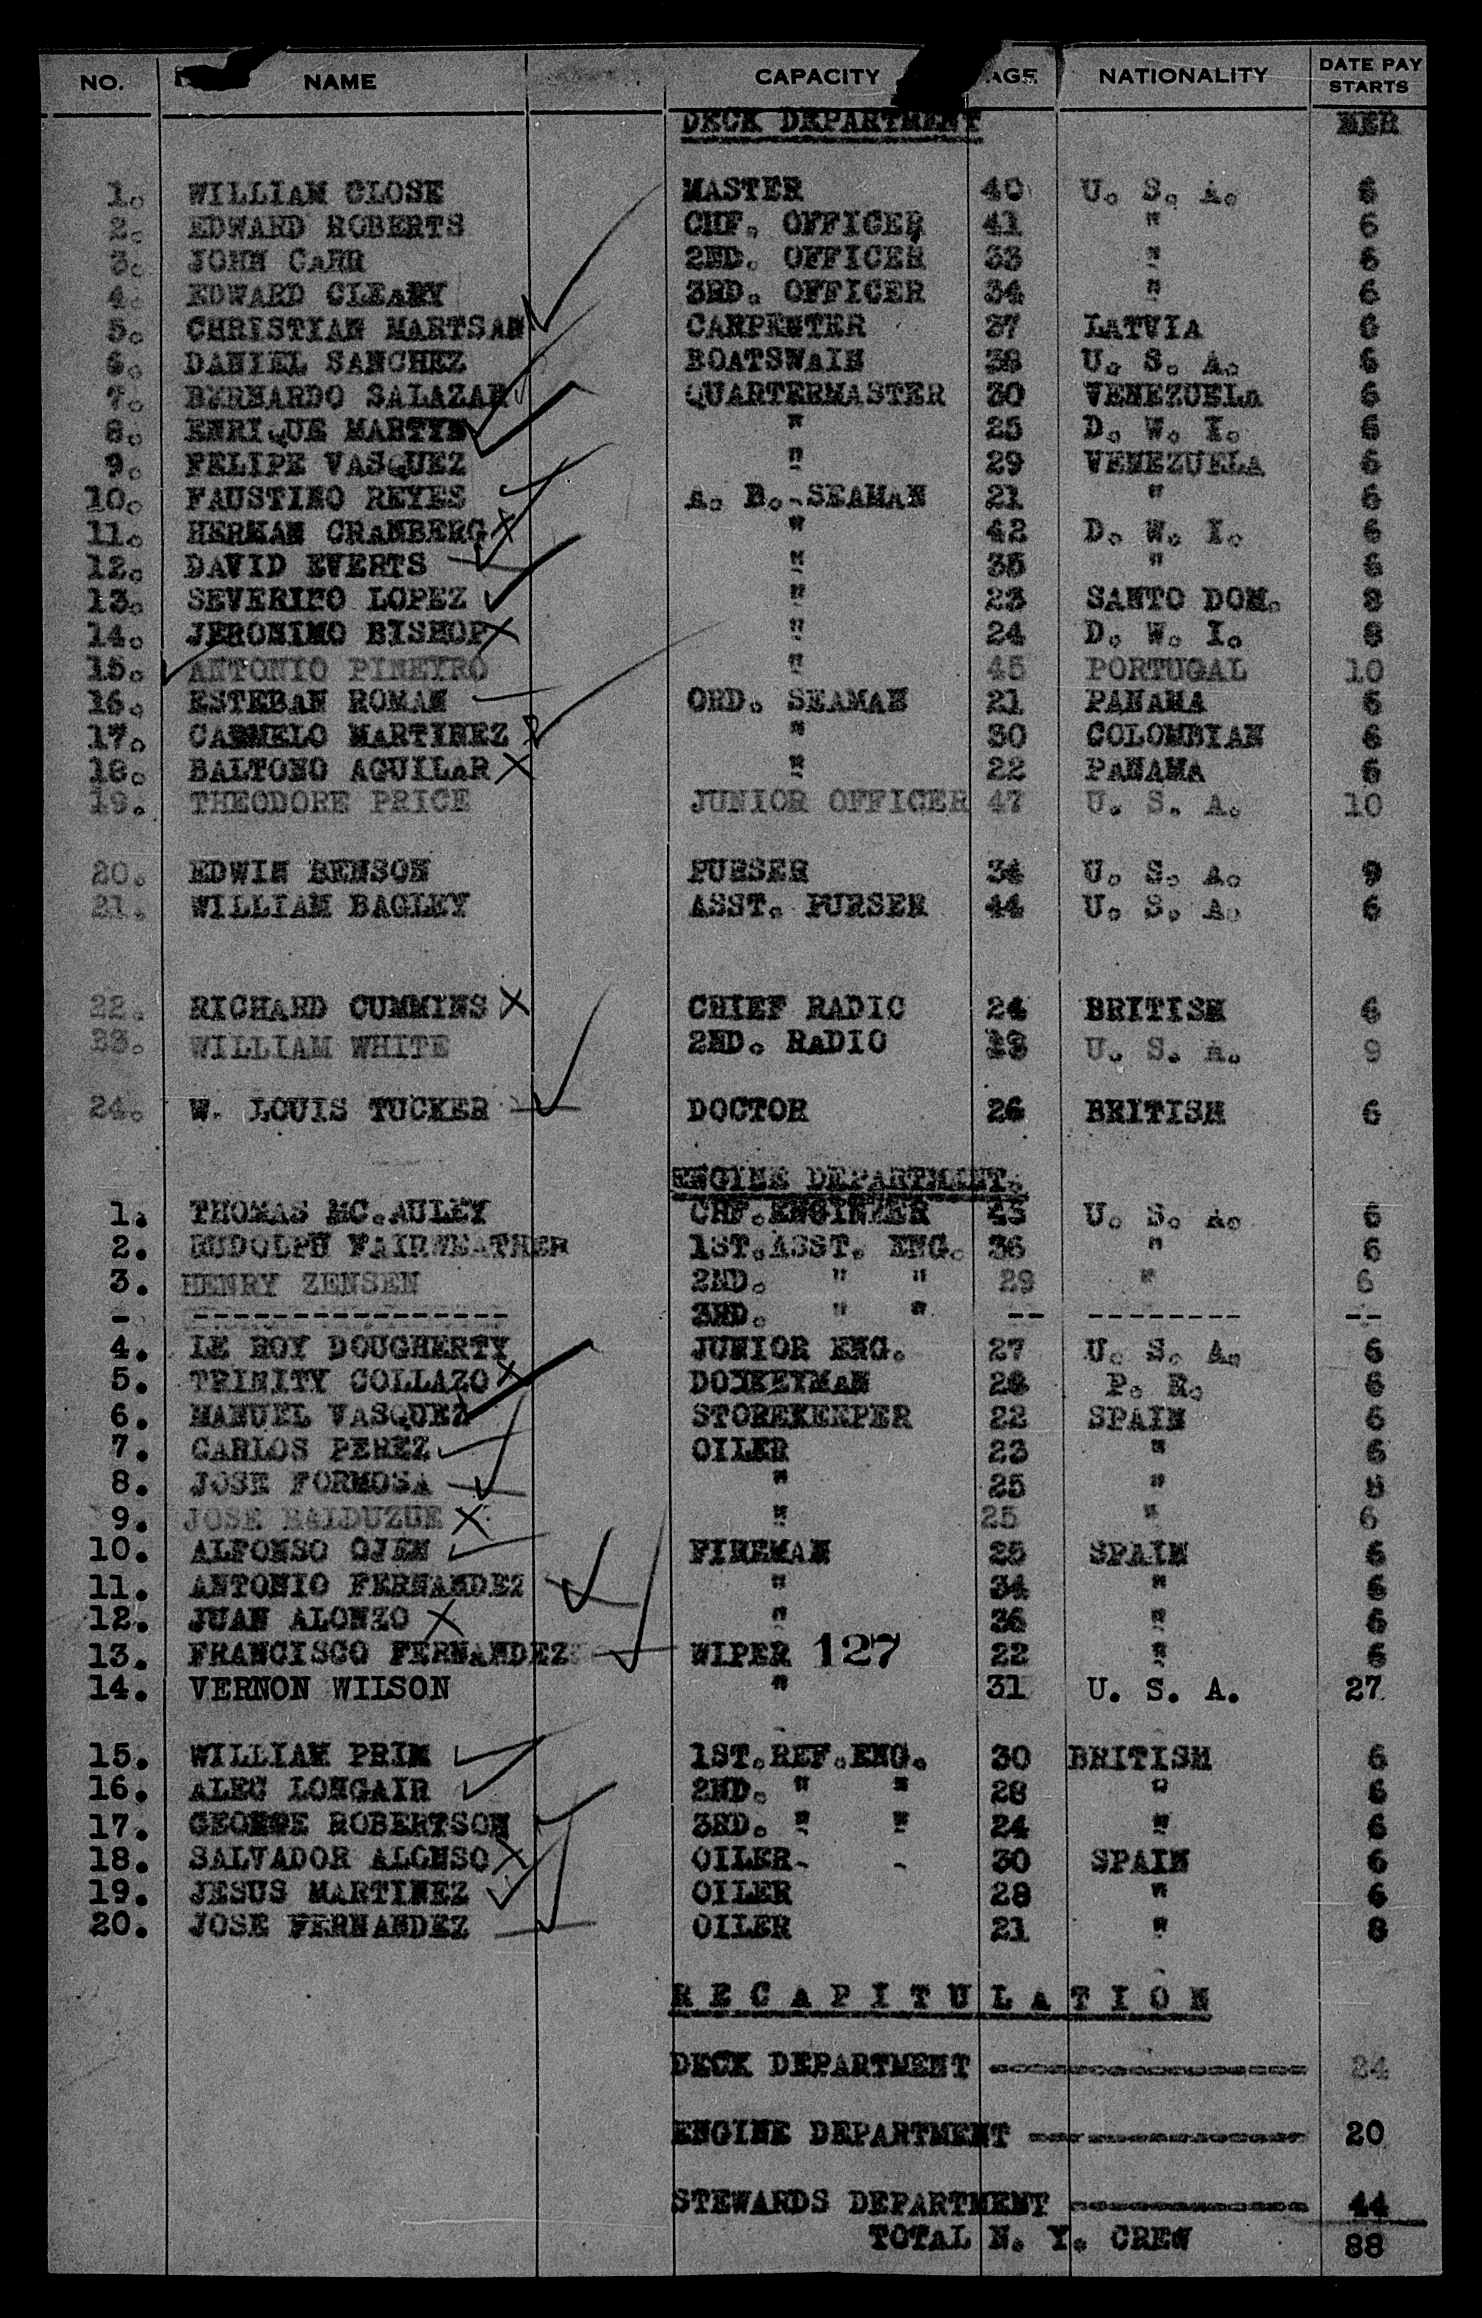 NO. NAME CAPACITY AGE NATIONALITY DATE PAY STARTS
DECK DEPARTMENT MER
1. WILLIAM CLOSE MASTER 40 U. S. A. 6
2. EDWARD ROBERTS CHF. OFFICER 41 " 6
3. JOHN CARR 2ND. OFFICER 33 " 6
4. EDWARD CLEARY 3RD. OFFICER 34 " 6
5. CHRISTIAN MARTSAN CARPENTER 37 LATVIA 6
6. DANIEL SANCHEZ BOATSWAIN 38 U. S. A. 6
7. BERNARDO SALAZAR QUARTERMASTER 30 VENEZUELA 6
8. ENRIQUE MARTYN " 25 D. W. I. 6
9. FELIPE VASQUEZ " 29 VENEZUELA 6
10. FAUSTINO REYES A. B. SEAMAN 21 " 6
11. HERMAN CRANBERG X " 42 D. W. I. 6
12. DAVID EVERTS " 35 " 6
13. SEVERINO LOPEZ " 23 SANTO DOM. 8
14. JERONIMO BISHOP X " 24 D. W. I. 8
15. ANTONIO PINEYRO " 45 PORTUGAL 10
16. ESTEBAN ROMAN ORD. SEAMAN 21 PANAMA 6
17. CARMELO MARTINEZ " 30 COLOMBIAN 6
18. BALTONO AGUILAR X " 22 PANAMA 6
19. THEODORE PRICE JUNIOR OFFICER 47 U. S. A. 10
20. EDWIN BENSON PURSER 34 U. S. A. 9
21. WILLIAM BAGLEY ASST. PURSER 44 U. S. A. 6
22. RICHARD CUMMINS X CHIEF RADIO 24 BRITISH 6
23. WILLIAM WHITE 2ND. RADIO U. S. A. 9
24. W. LOUIS TUCKER DOCTOR 26 BRITISH 6
ENGINE DEPARTMENT.
1. THOMAS MC.AULEY CHF.ENGINEER 43 U. S. A. 6
2. RUDOLPH FAIRWEATHER 1ST.ASST. ENG. 36 " 6
3. HENRY ZENSEN 2ND. " " 29 " 6
- ---------------- 3RD. " " -- -------- --
4. LE ROY DOUGHERTY JUNIOR ENG. 27 U. S. A. 6
5. TRINITY COLLAZO X DONKEYMAN 28 P. R. 6
6. MANUEL VASQUEZ STOREKEEPER 22 SPAIN 6
7. CARLOS PEREZ OILER 23 " 6
8. JOSE FORMOSA " 25 " 8
9. JOSE BALDUZUE X " 25 " 6
10. ALFONSO OJEN FIREMAN 25 SPAIN 6
11. ANTONIO FERNANDEZ " 34 " 6
12. JUAN ALONZO X " 36 " 6
13. FRANCISCO FERNANDEZ WIPER 127 22 " 6
14. VERNON WILSON " 31 U. S. A. 27
15. WILLIAM PRIM 1ST.REF.ENG. 30 BRITISH 6
16. ALEC LONGAIR 2ND. " " 28 " 6
17. GEORGE ROBERTSON 3RD. " " 24 " 6
18. SALVADOR ALONSO X OILER 30 SPAIN 6
19. JESUS MARTINEZ OILER 28 " 6
20. JOSE FERNANDEZ OILER 21 " 8
RECAPITULATION
DECK DEPARTMENT ---------------- 24
ENGINE DEPARTMENT -------------- 20
STEWARDS DEPARTMENT ------------ 44
TOTAL N. Y. CREW 88